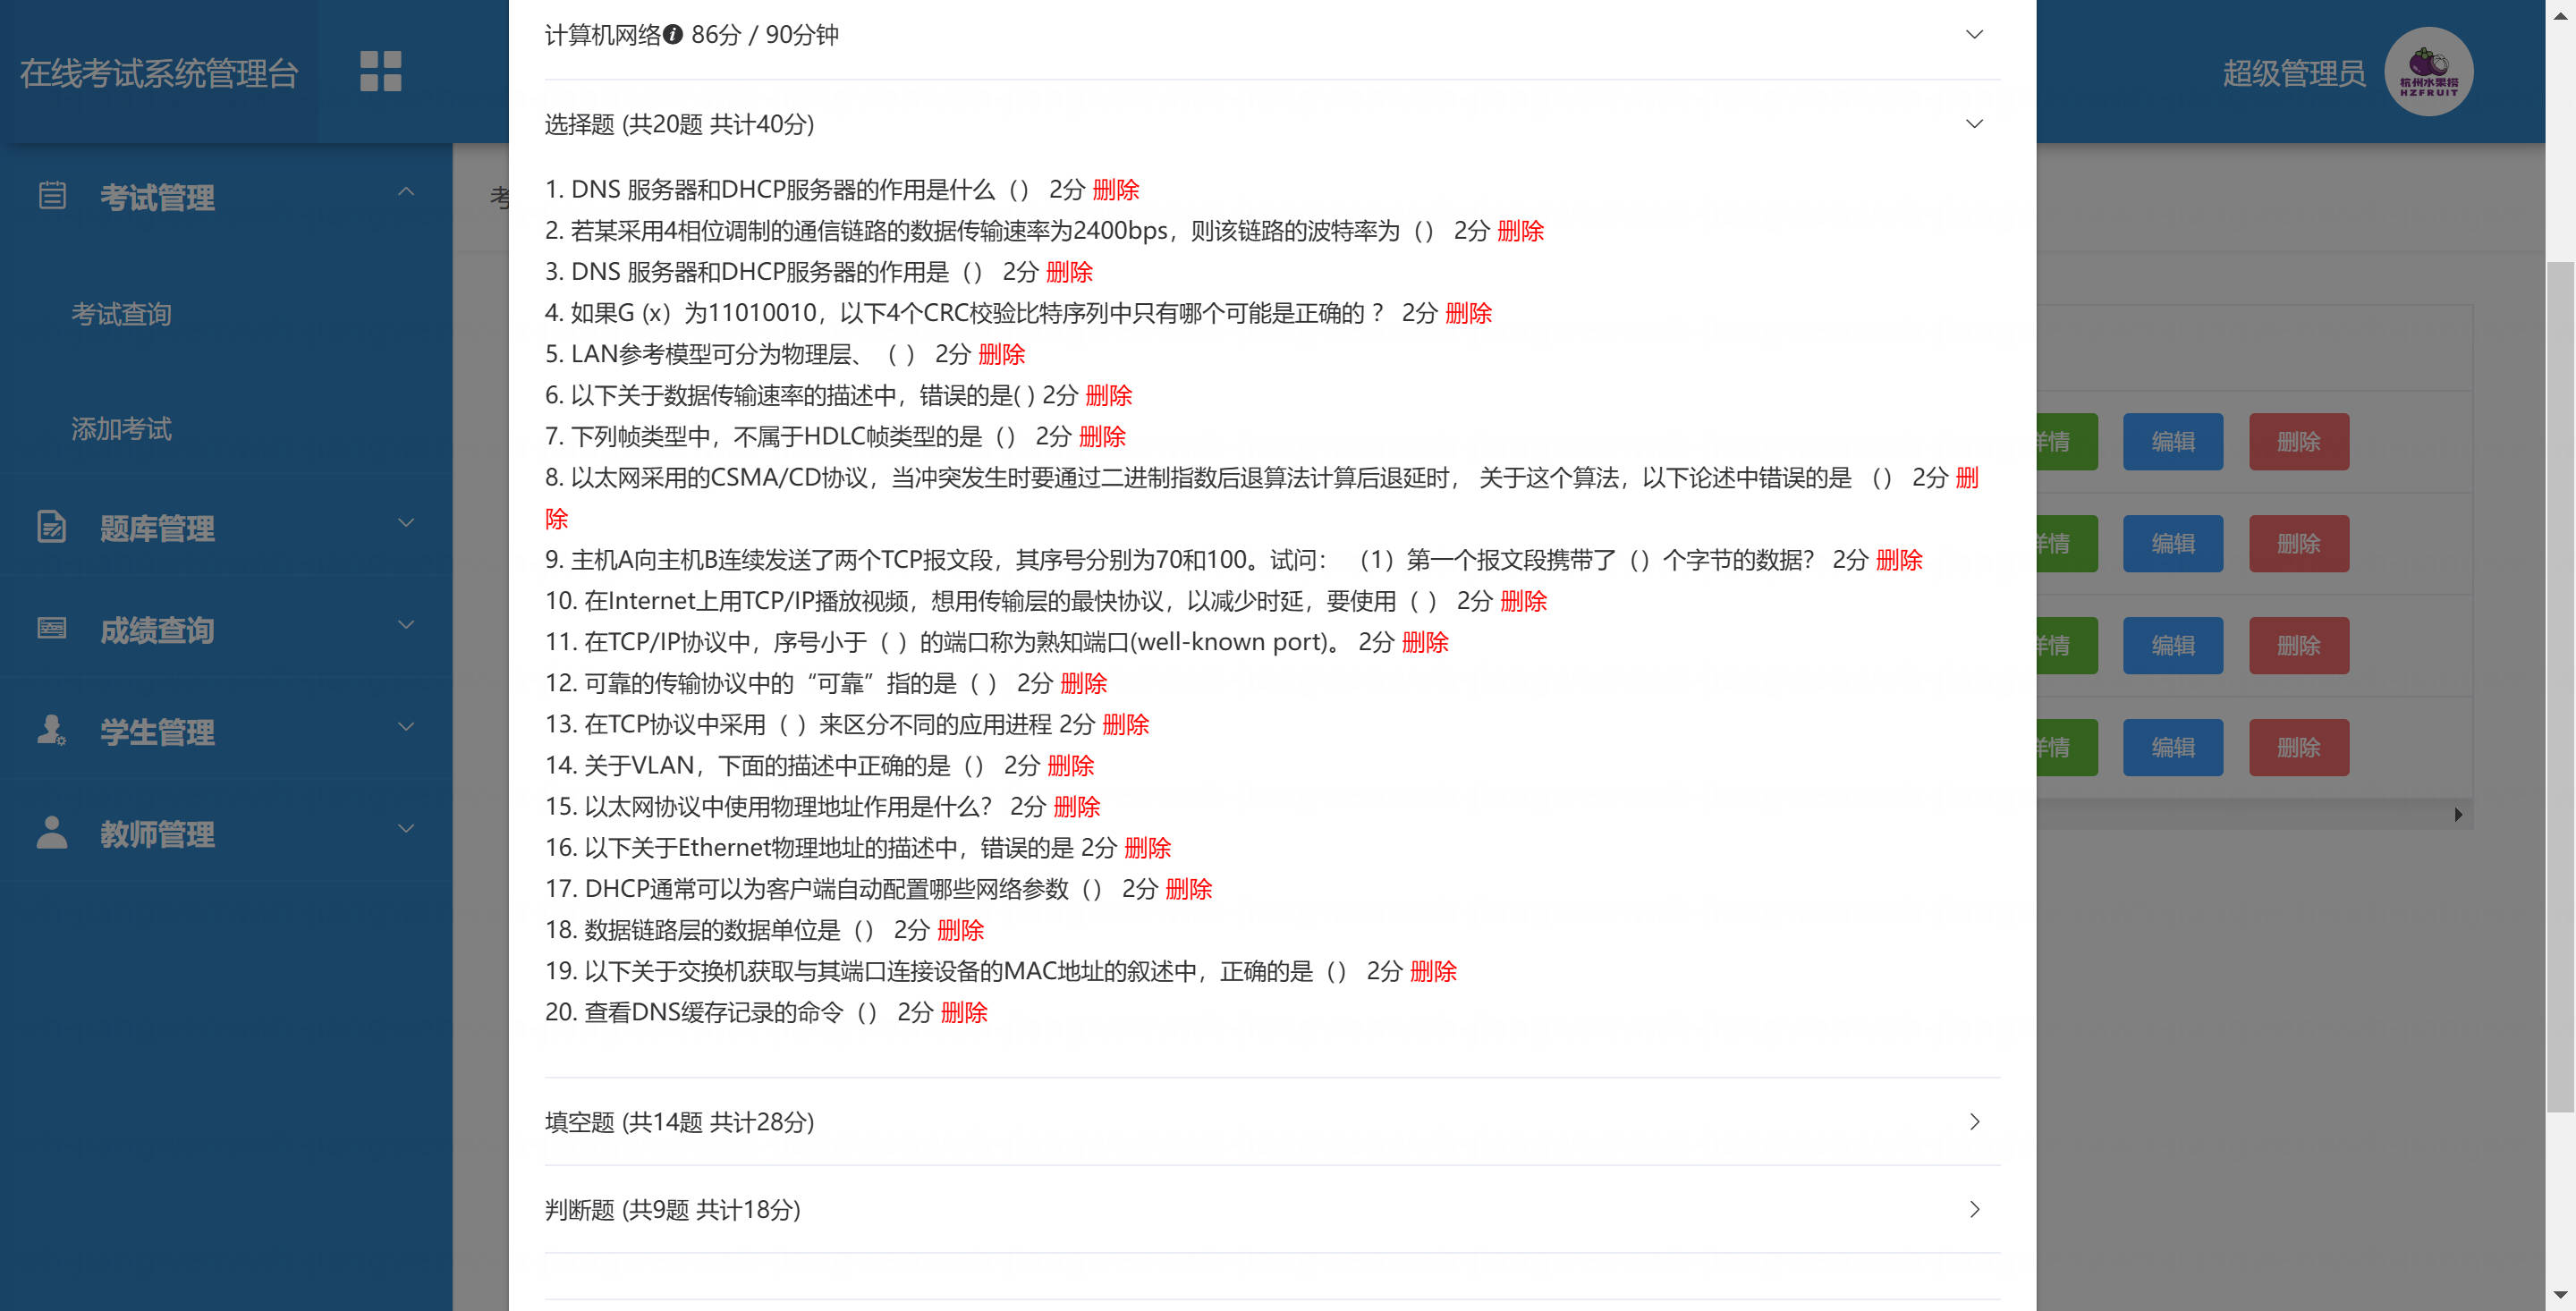 在线考试系统管理台
超级管理员
杭州水果捞
HZFRUIT
考试管理
考试查询
添加考试
题库管理
成绩查询
学生管理
教师管理
考
计算机网络 86分 / 90分钟
选择题 (共20题 共计40分)
1. DNS 服务器和DHCP服务器的作用是什么（） 2分 删除
2. 若某采用4相位调制的通信链路的数据传输速率为2400bps，则该链路的波特率为（） 2分 删除
3. DNS 服务器和DHCP服务器的作用是（） 2分 删除
4. 如果G (x）为11010010，以下4个CRC校验比特序列中只有哪个可能是正确的 ？ 2分 删除
5. LAN参考模型可分为物理层、（ ） 2分 删除
6. 以下关于数据传输速率的描述中，错误的是( ) 2分 删除
7. 下列帧类型中，不属于HDLC帧类型的是（） 2分 删除
8. 以太网采用的CSMA/CD协议，当冲突发生时要通过二进制指数后退算法计算后退延时， 关于这个算法，以下论述中错误的是 （） 2分 删
除
9. 主机A向主机B连续发送了两个TCP报文段，其序号分别为70和100。试问： （1）第一个报文段携带了（）个字节的数据？ 2分 删除
10. 在Internet上用TCP/IP播放视频，想用传输层的最快协议，以减少时延，要使用（ ） 2分 删除
11. 在TCP/IP协议中，序号小于（ ）的端口称为熟知端口(well-known port)。 2分 删除
12. 可靠的传输协议中的“可靠”指的是（ ） 2分 删除
13. 在TCP协议中采用（ ）来区分不同的应用进程 2分 删除
14. 关于VLAN，下面的描述中正确的是（） 2分 删除
15. 以太网协议中使用物理地址作用是什么？ 2分 删除
16. 以下关于Ethernet物理地址的描述中，错误的是 2分 删除
17. DHCP通常可以为客户端自动配置哪些网络参数（） 2分 删除
18. 数据链路层的数据单位是（） 2分 删除
19. 以下关于交换机获取与其端口连接设备的MAC地址的叙述中，正确的是（） 2分 删除
20. 查看DNS缓存记录的命令（） 2分 删除
填空题 (共14题 共计28分)
判断题 (共9题 共计18分)
详情 编辑 删除
详情 编辑 删除
详情 编辑 删除
详情 编辑 删除